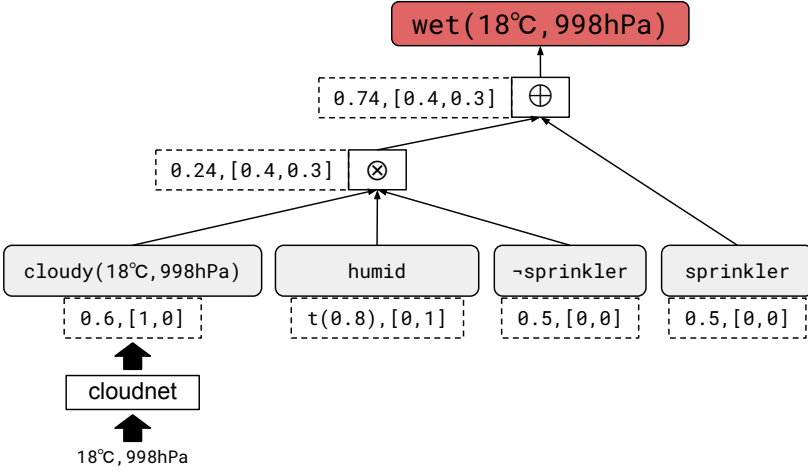 wet(18℃,998hPa)
0.74,[0.4,0.3]
⊕
0.24,[0.4,0.3]
⊗
cloudy(18℃,998hPa)
humid
¬sprinkler
sprinkler
0.6,[1,0]
t(0.8),[0,1]
0.5,[0,0]
0.5,[0,0]
cloudnet
18℃,998hPa